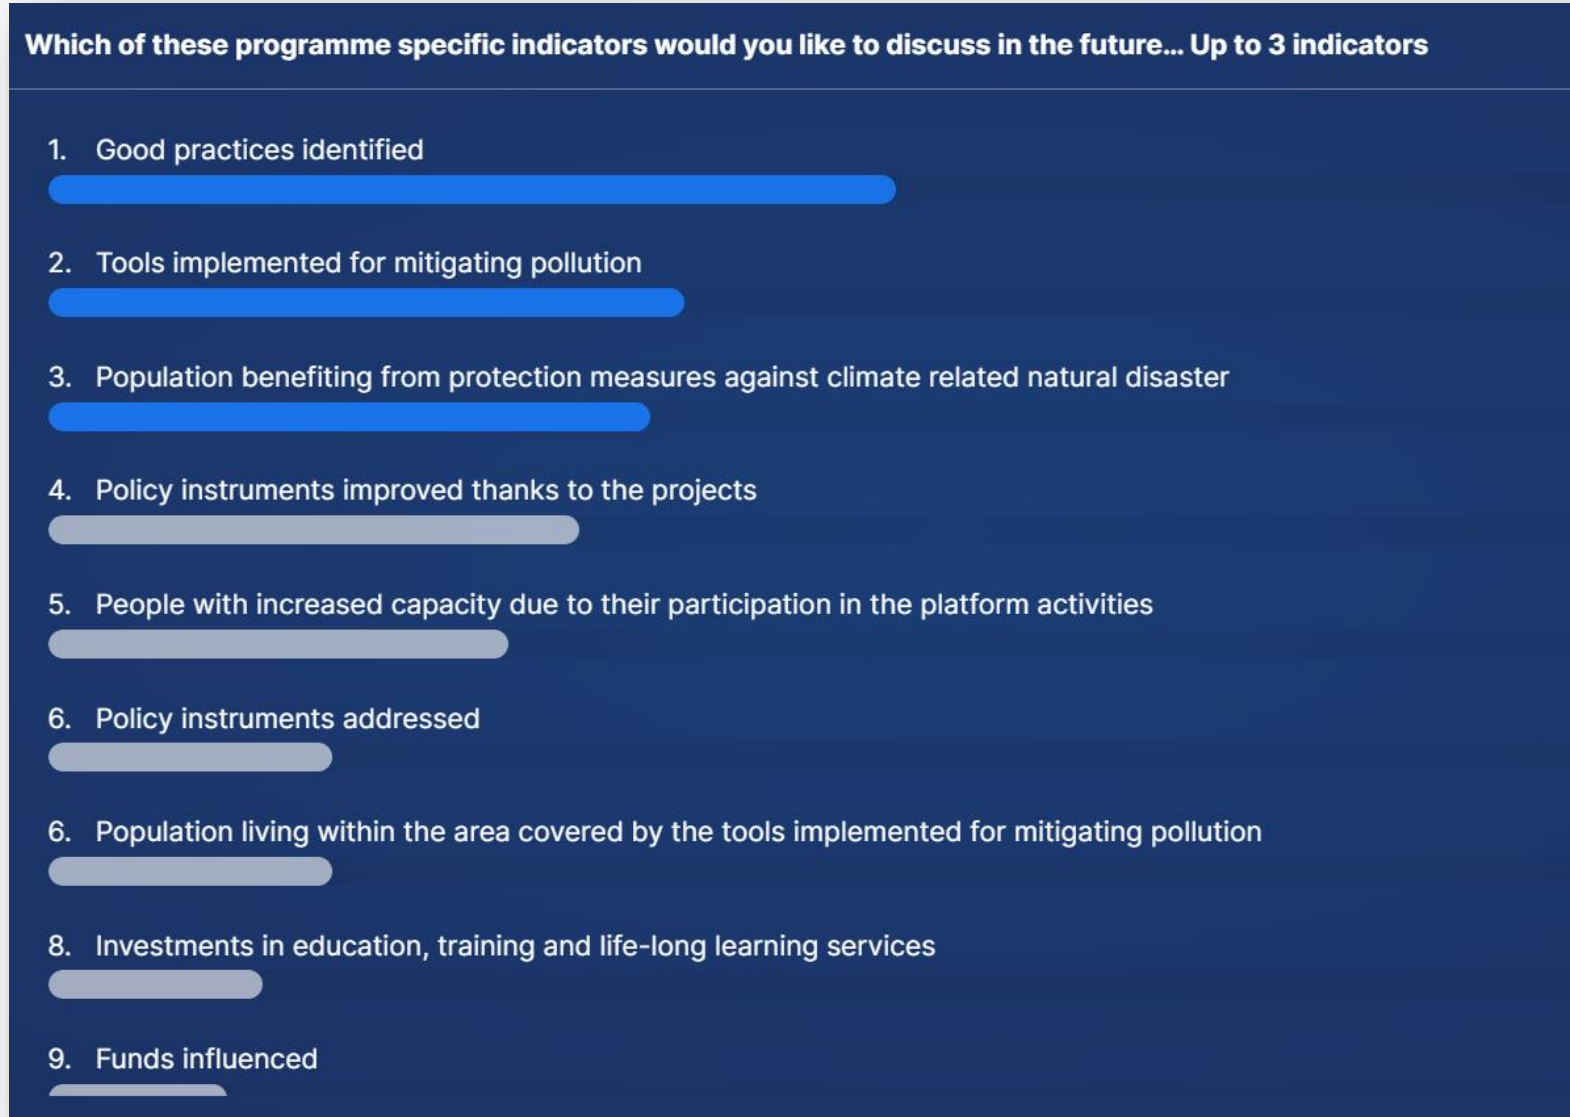 Which of these programme specific indicators would you like to discuss in the future... Up to 3 indicators
1. Good practices identified
2. Tools implemented for mitigating pollution
3. Population benefiting from protection measures against climate related natural disaster
4. Policy instruments improved thanks to the projects
5. People with increased capacity due to their participation in the platform activities
6. Policy instruments addressed
6. Population living within the area covered by the tools implemented for mitigating pollution
8. Investments in education, training and life-long learning services
9. Funds influenced